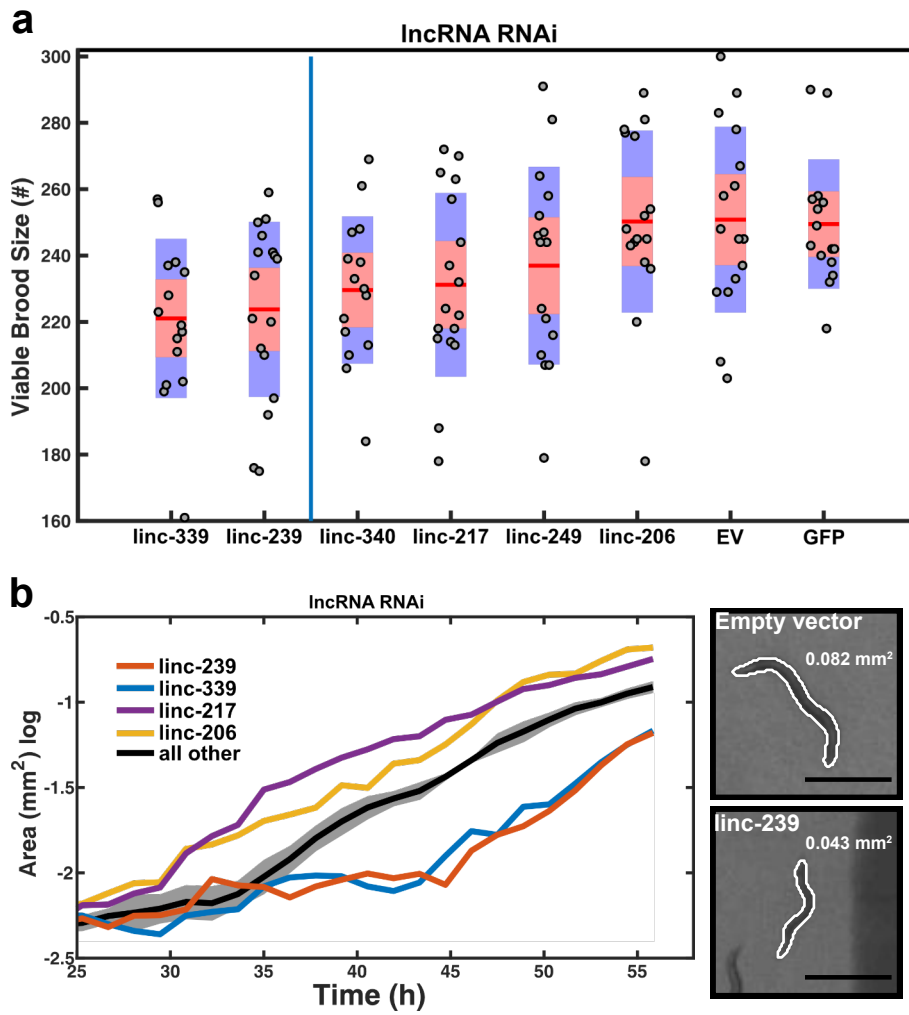 a
lncRNA RNAi
Viable Brood Size (#)
300
280
260
240
220
200
180
160
linc-339 linc-239 linc-340 linc-217 linc-249 linc-206 EV GFP
b
lncRNA RNAi
Area (mm²) log
-0.5
-1
-1.5
-2
-2.5
linc-239
linc-339
linc-217
linc-206
all other
25 30 35 40 45 50 55
Time (h)
Empty vector
0.082 mm²
linc-239
0.043 mm²